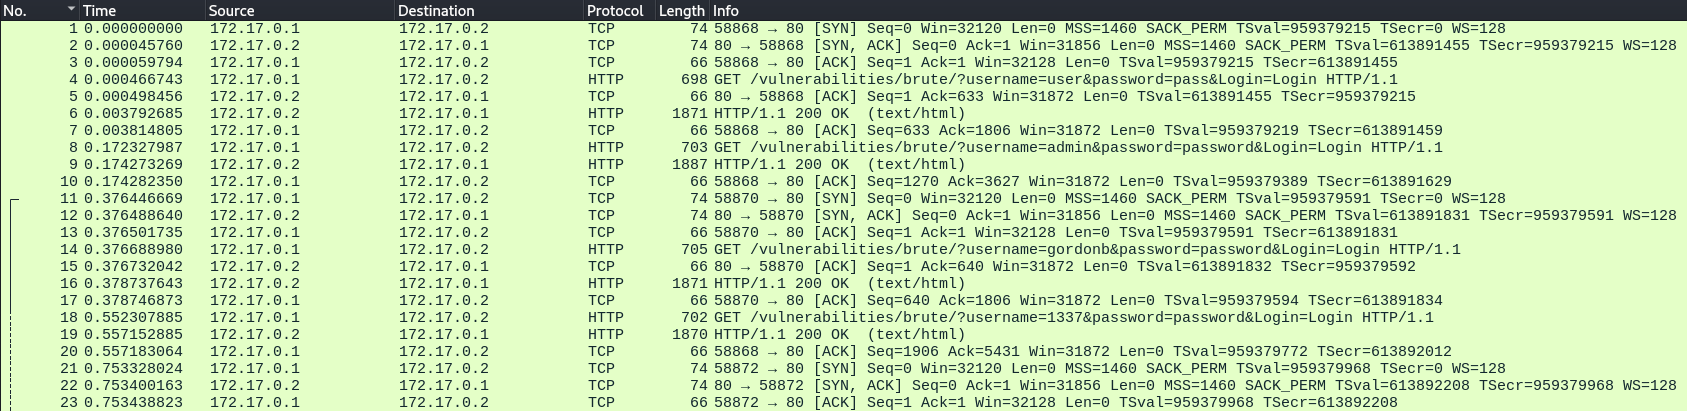 No. Time Source Destination Protocol Length Info
1 0.000000000 172.17.0.1 172.17.0.2 TCP 74 58868 → 80 [SYN] Seq=0 Win=32120 Len=0 MSS=1460 SACK_PERM TSval=959379215 TSecr=0 WS=128
2 0.000045760 172.17.0.2 172.17.0.1 TCP 74 80 → 58868 [SYN, ACK] Seq=0 Ack=1 Win=31856 Len=0 MSS=1460 SACK_PERM TSval=613891455 TSecr=959379215 WS=128
3 0.000059794 172.17.0.1 172.17.0.2 TCP 66 58868 → 80 [ACK] Seq=1 Ack=1 Win=32128 Len=0 TSval=959379215 TSecr=613891455
4 0.000466743 172.17.0.1 172.17.0.2 HTTP 698 GET /vulnerabilities/brute/?username=user&password=pass&Login=Login HTTP/1.1
5 0.000498456 172.17.0.2 172.17.0.1 TCP 66 80 → 58868 [ACK] Seq=1 Ack=633 Win=31872 Len=0 TSval=613891455 TSecr=959379215
6 0.003792685 172.17.0.2 172.17.0.1 HTTP 1871 HTTP/1.1 200 OK (text/html)
7 0.003814805 172.17.0.1 172.17.0.2 TCP 66 58868 → 80 [ACK] Seq=633 Ack=1806 Win=31872 Len=0 TSval=959379219 TSecr=613891459
8 0.172327987 172.17.0.1 172.17.0.2 HTTP 703 GET /vulnerabilities/brute/?username=admin&password=password&Login=Login HTTP/1.1
9 0.174273269 172.17.0.2 172.17.0.1 HTTP 1887 HTTP/1.1 200 OK (text/html)
10 0.174282350 172.17.0.1 172.17.0.2 TCP 66 58868 → 80 [ACK] Seq=1270 Ack=3627 Win=31872 Len=0 TSval=959379389 TSecr=613891629
11 0.376446669 172.17.0.1 172.17.0.2 TCP 74 58870 → 80 [SYN] Seq=0 Win=32120 Len=0 MSS=1460 SACK_PERM TSval=959379591 TSecr=0 WS=128
12 0.376488640 172.17.0.2 172.17.0.1 TCP 74 80 → 58870 [SYN, ACK] Seq=0 Ack=1 Win=31856 Len=0 MSS=1460 SACK_PERM TSval=613891831 TSecr=959379591 WS=128
13 0.376501735 172.17.0.1 172.17.0.2 TCP 66 58870 → 80 [ACK] Seq=1 Ack=1 Win=32128 Len=0 TSval=959379591 TSecr=613891831
14 0.376688980 172.17.0.1 172.17.0.2 HTTP 705 GET /vulnerabilities/brute/?username=gordonb&password=password&Login=Login HTTP/1.1
15 0.376732042 172.17.0.2 172.17.0.1 TCP 66 80 → 58870 [ACK] Seq=1 Ack=640 Win=31872 Len=0 TSval=613891832 TSecr=959379592
16 0.378737643 172.17.0.2 172.17.0.1 HTTP 1871 HTTP/1.1 200 OK (text/html)
17 0.378746873 172.17.0.1 172.17.0.2 TCP 66 58870 → 80 [ACK] Seq=640 Ack=1806 Win=31872 Len=0 TSval=959379594 TSecr=613891834
18 0.552307885 172.17.0.1 172.17.0.2 HTTP 702 GET /vulnerabilities/brute/?username=1337&password=password&Login=Login HTTP/1.1
19 0.557152885 172.17.0.2 172.17.0.1 HTTP 1870 HTTP/1.1 200 OK (text/html)
20 0.557183064 172.17.0.1 172.17.0.2 TCP 66 58868 → 80 [ACK] Seq=1906 Ack=5431 Win=31872 Len=0 TSval=959379772 TSecr=613892012
21 0.753328024 172.17.0.1 172.17.0.2 TCP 74 58872 → 80 [SYN] Seq=0 Win=32120 Len=0 MSS=1460 SACK_PERM TSval=959379968 TSecr=0 WS=128
22 0.753400163 172.17.0.2 172.17.0.1 TCP 74 80 → 58872 [SYN, ACK] Seq=0 Ack=1 Win=31856 Len=0 MSS=1460 SACK_PERM TSval=613892208 TSecr=959379968 WS=128
23 0.753438823 172.17.0.1 172.17.0.2 TCP 66 58872 → 80 [ACK] Seq=1 Ack=1 Win=32128 Len=0 TSval=959379968 TSecr=613892208